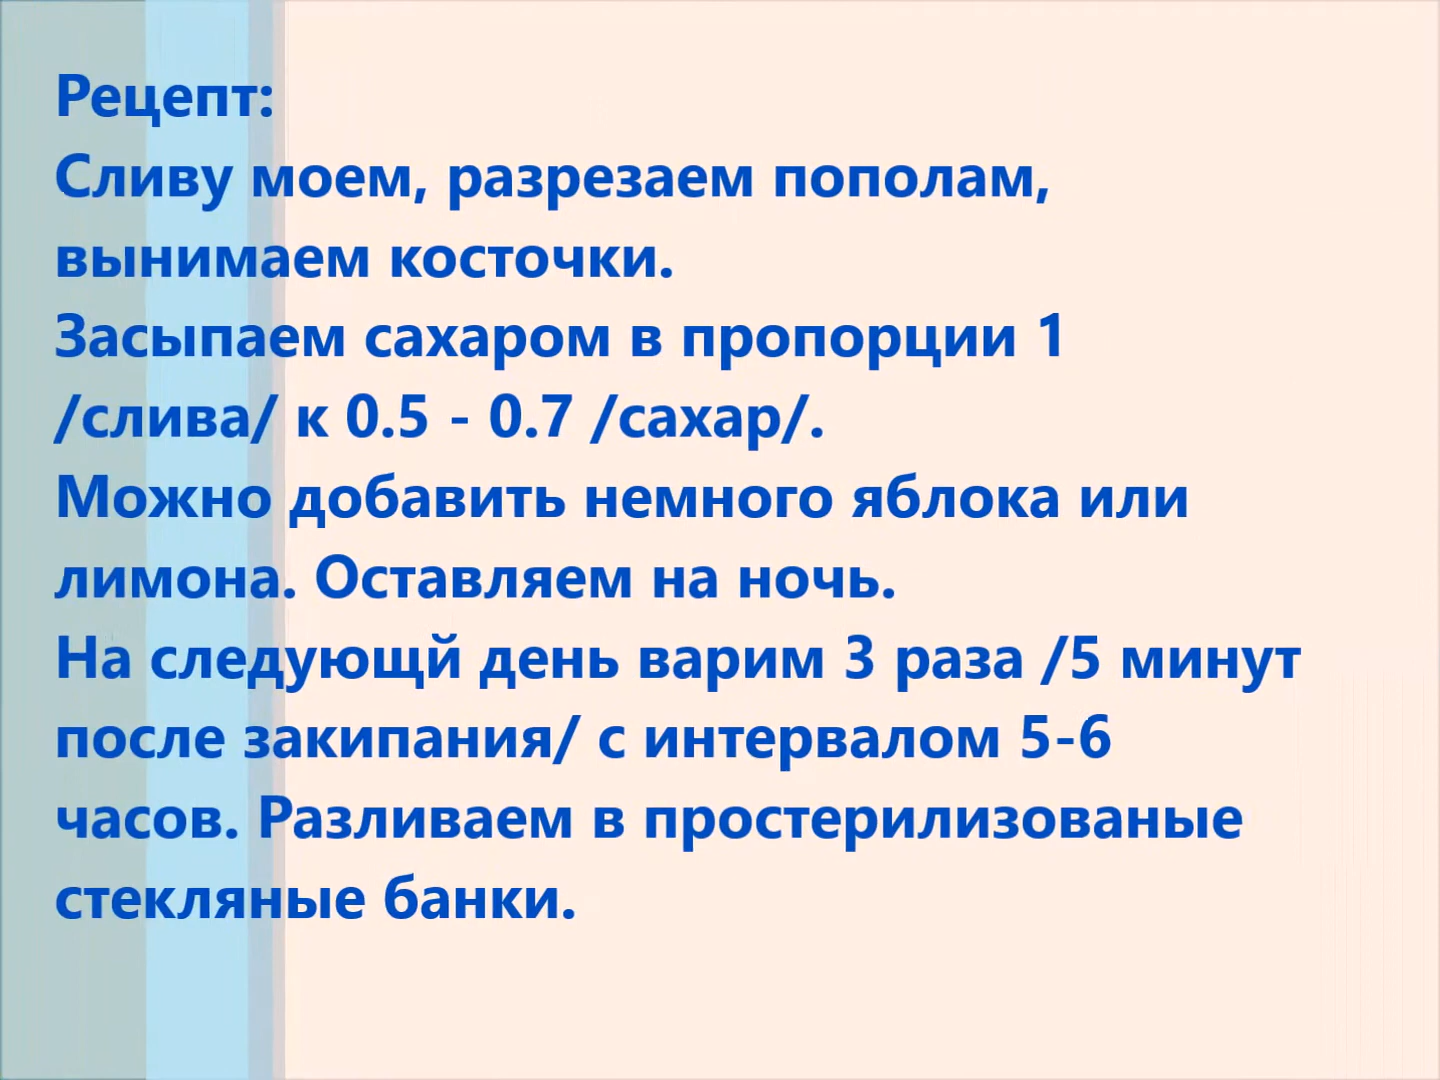 Рецепт:
Сливу моем, разрезаем пополам,
вынимаем косточки.
Засыпаем сахаром в пропорции 1
/слива/ к 0.5 - 0.7 /сахар/.
Можно добавить немного яблока или
лимона. Оставляем на ночь.
На следующй день варим 3 раза /5 минут
после закипания/ с интервалом 5-6
часов. Разливаем в простерилизованые
стекляные банки.